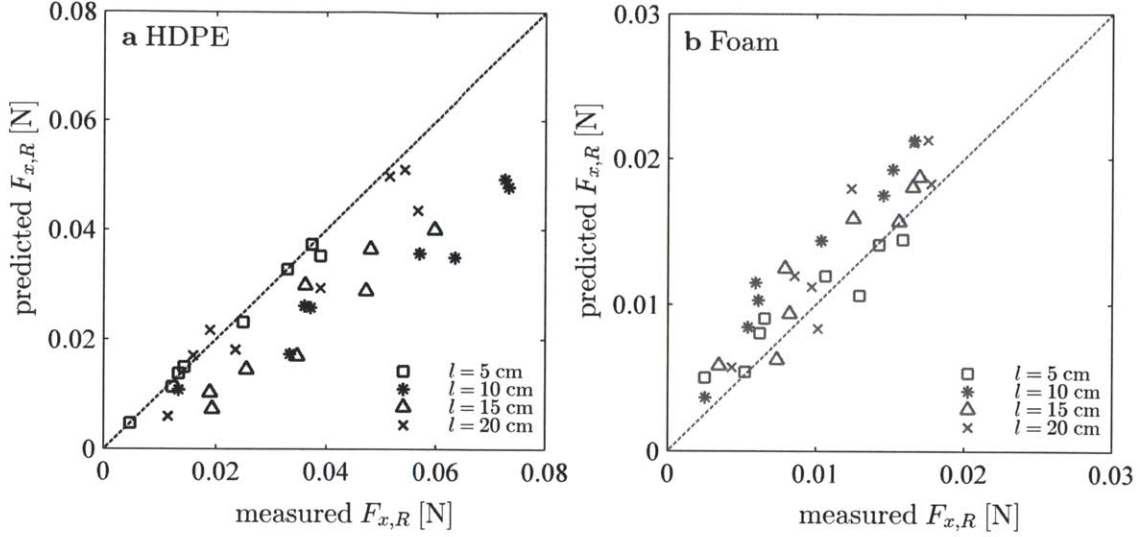 a HDPE
predicted F_{x,R} [N]
0.08
0.06
0.04
0.02
0
0
0.02
0.04
0.06
0.08
measured F_{x,R} [N]
l = 5 cm
l = 10 cm
l = 15 cm
l = 20 cm
b Foam
predicted F_{x,R} [N]
0.03
0.02
0.01
0
0
0.01
0.02
0.03
measured F_{x,R} [N]
l = 5 cm
l = 10 cm
l = 15 cm
l = 20 cm